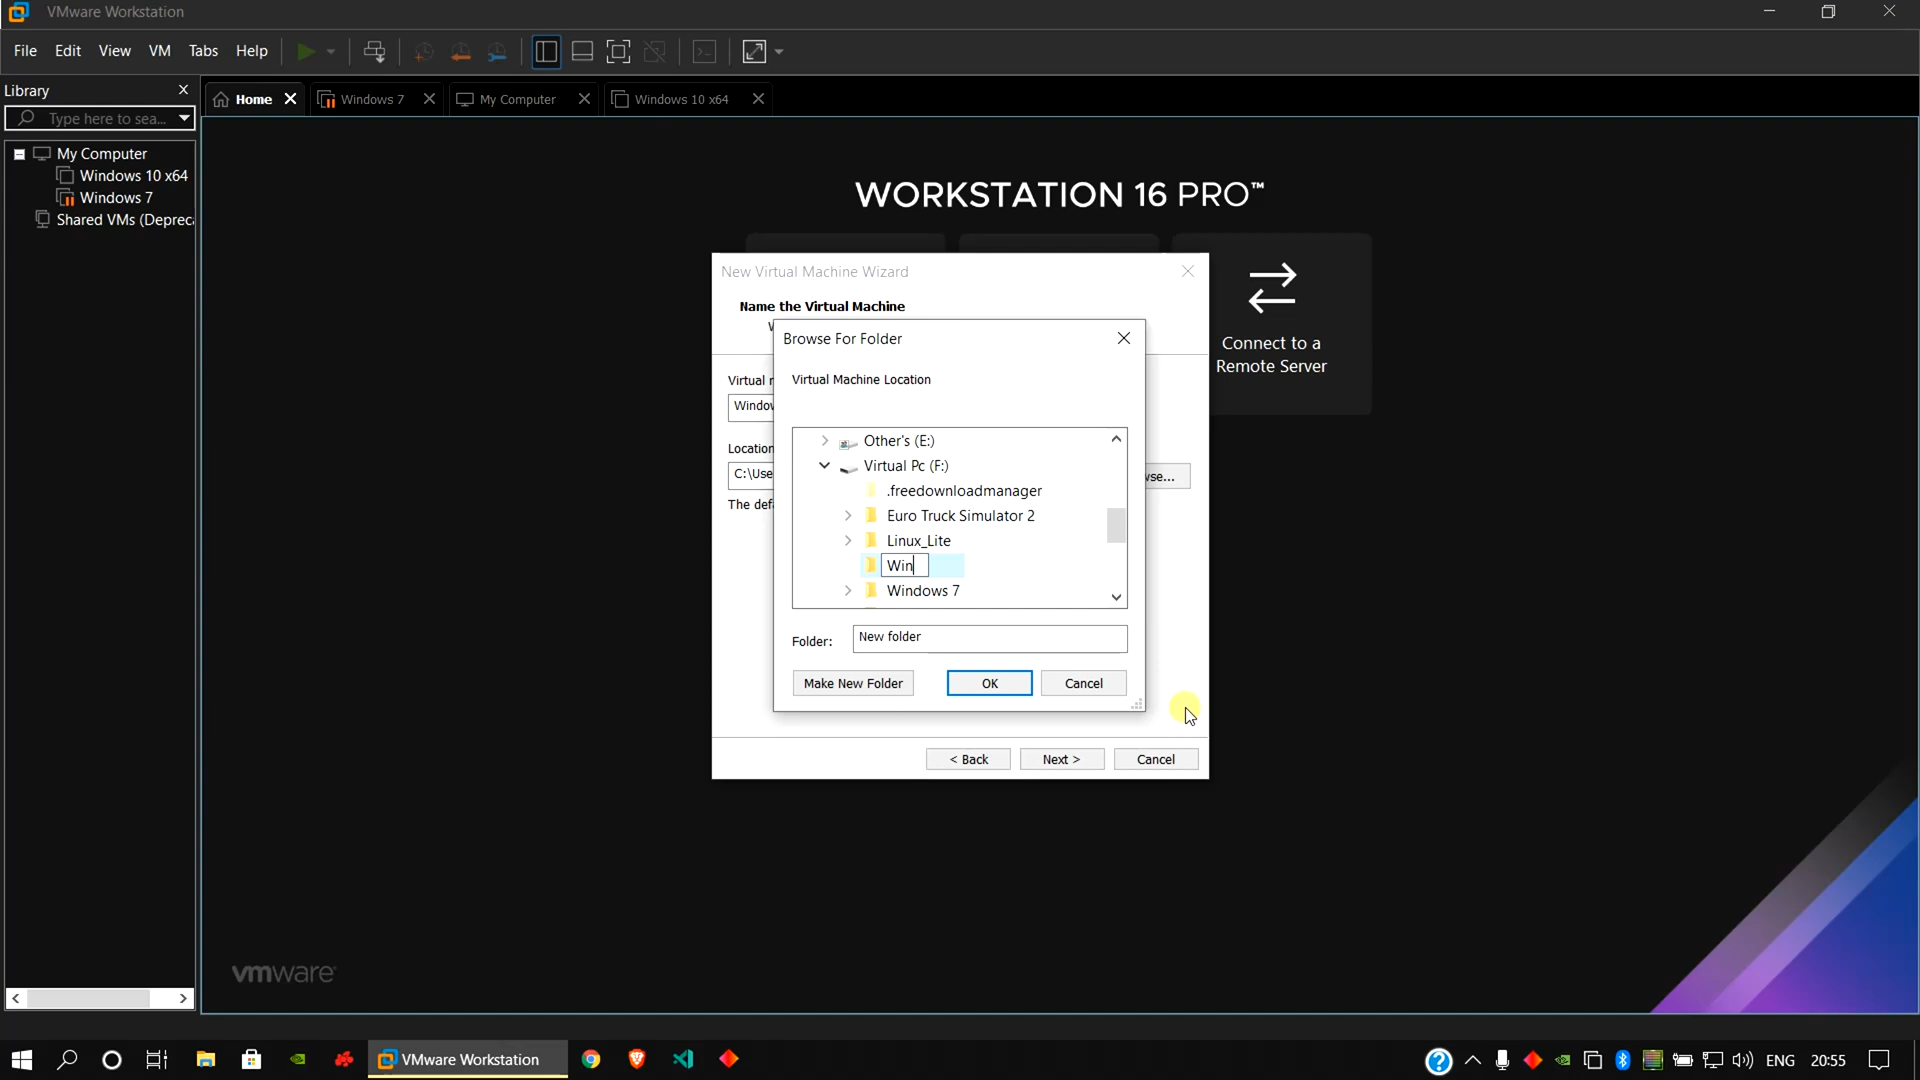 VMware Workstation
File Edit View VM Tabs Help
Library
Home
Windows 7
My Computer
Windows 10 x64
Type here to sea...
My Computer
Windows 10 x64
Windows 7
Shared VMs (Depreca
WORKSTATION 16 PRO™
New Virtual Machine Wizard
Name the Virtual Machine
Browse For Folder
Connect to a
Remote Server
Virtual Machine Location
Virtual
Window
Location
C:\Use
The def
Other's (E:)
Virtual Pc (F:)
.freedownloadmanager
Euro Truck Simulator 2
Linux_Lite
Win
Windows 7
Folder: New folder
Make New Folder OK Cancel
< Back Next > Cancel
vmware
VMware Workstation
ENG 20:55